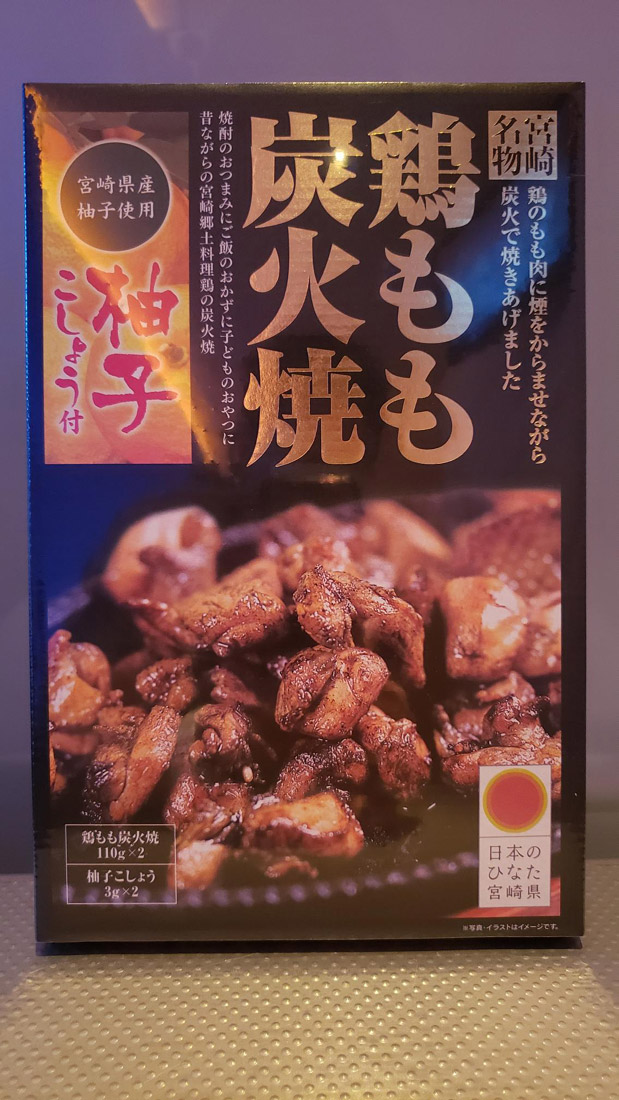 宮崎
名物
鶏のもも肉に煙をからませながら
炭火で焼きあげました
鶏もも
炭火焼
焼酎のおつまみにご飯のおかずに子どものおやつに
昔ながらの宮崎郷土料理鶏の炭火焼
宮崎県産
柚子使用
柚子
こしょう付
鶏もも炭火焼
110g×2
柚子こしょう
3g×2
日本の
ひなた
宮崎県
※写真・イラストはイメージです。